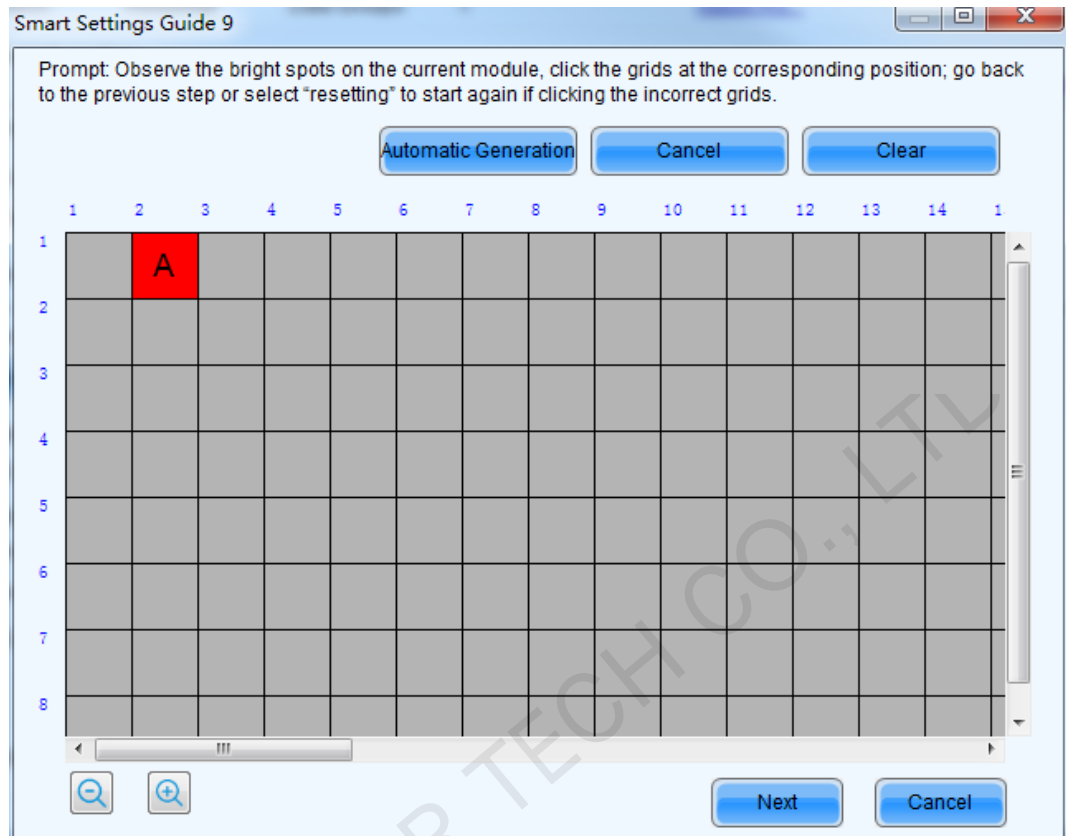 Smart Settings Guide 9
Prompt: Observe the bright spots on the current module, click the grids at the corresponding position; go back
to the previous step or select “resetting” to start again if clicking the incorrect grids.
Automatic Generation Cancel Clear
1 2 3 4 5 6 7 8 9 10 11 12 13 14
1
A
2
3
4
5
6
7
8
TECH CO., LTD
Next Cancel